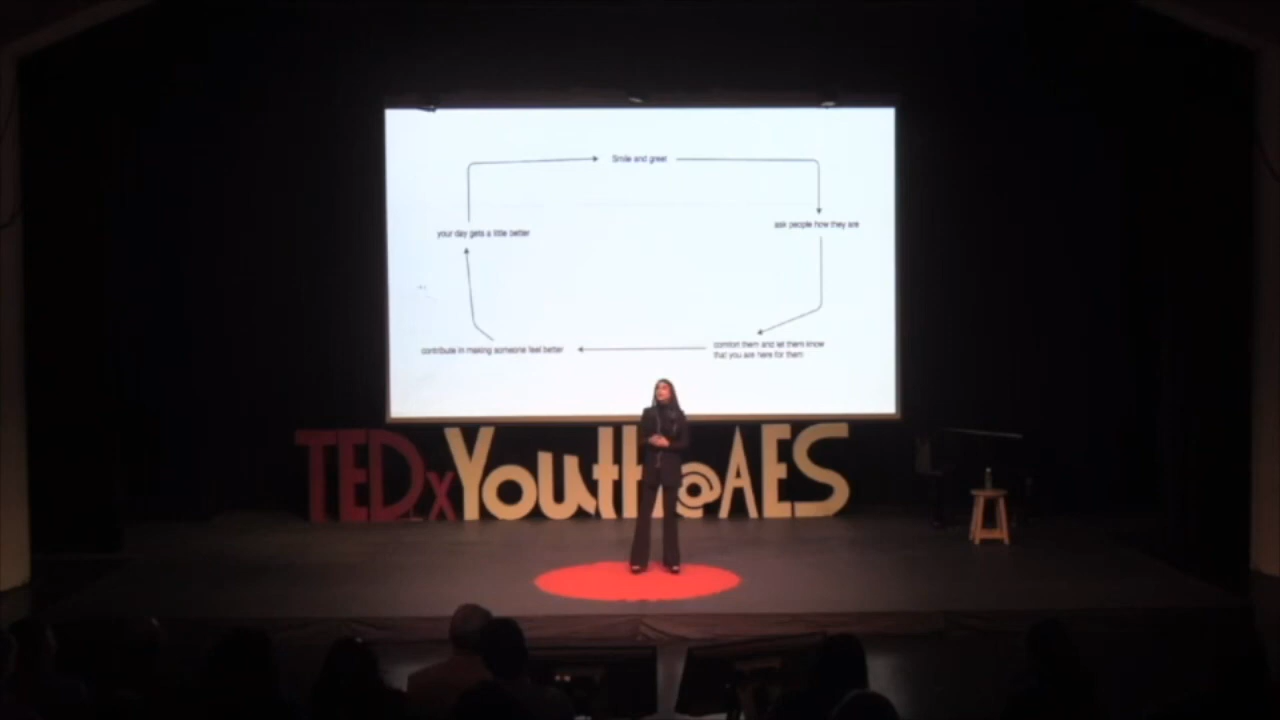 Smile and greet
ask people how they are
your day gets a little better
comfort them and let them know
that you are here for them
contribute in making someone feel better
TEDxYouth@AES